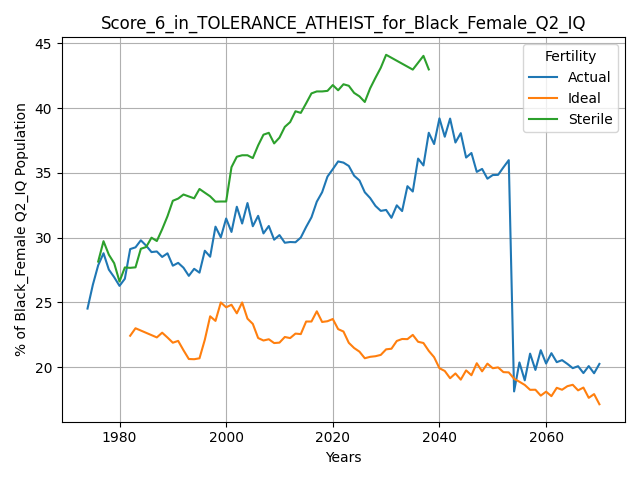 Score_6_in_TOLERANCE_ATHEIST_for_Black_Female_Q2_IQ
% of Black_Female Q2_IQ Population
45
40
35
30
25
20
Fertility
Actual
Ideal
Sterile
1980
2000
2020
2040
2060
Years